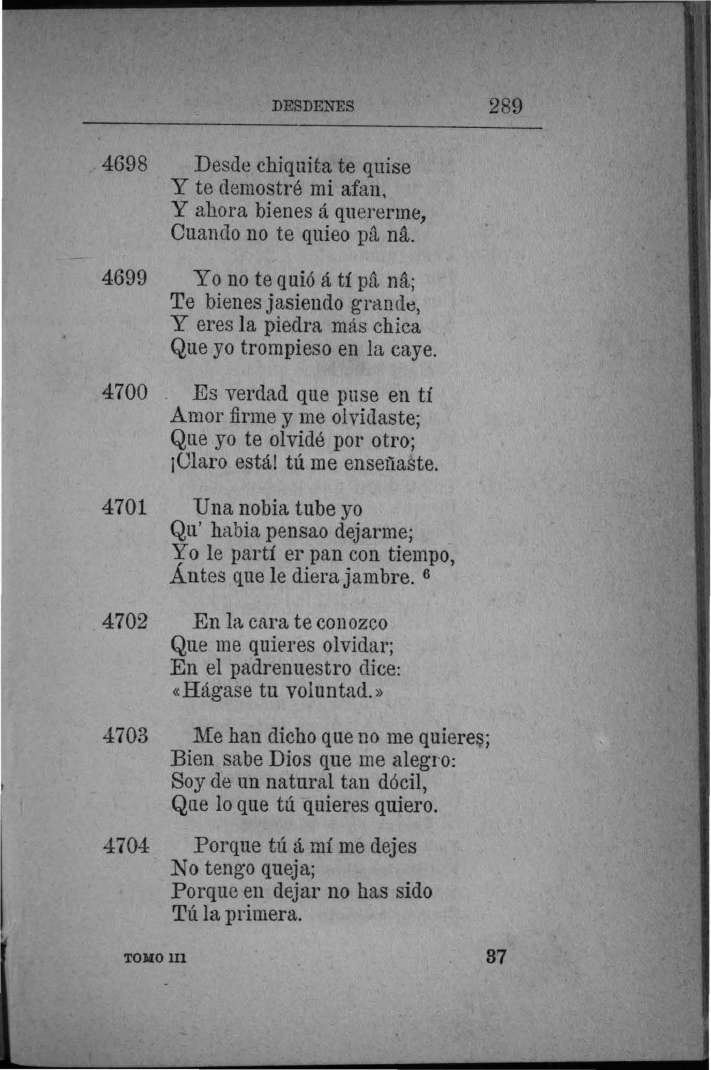 DESDENES 289
4698 Desde chiquita te quise
Y te demostré mi afan,
Y ahora bienes á quererme,
Cuando no te quieo pâ nâ.
4699 Yo no te quió á tí pâ nâ;
Te bienes jasiendo grande,
Y eres la piedra más chica
Que yo trompieso en la caye.
4700 Es verdad que puse en tí
Amor firme y me olvidaste;
Que yo te olvidé por otro;
¡Claro está! tú me enseñaste.
4701 Una nobia tube yo
Qu' habia pensao dejarme;
Yo le partí er pan con tiempo,
Ántes que le diera jambre. 6
4702 En la cara te conozco
Que me quieres olvidar;
En el padrenuestro dice:
«Hágase tu voluntad.»
4703 Me han dicho que no me quieres;
Bien sabe Dios que me alegro:
Soy de un natural tan dócil,
Que lo que tú quieres quiero.
4704 Porque tú á mí me dejes
No tengo queja;
Porque en dejar no has sido
Tú la primera.
TOMO III 37